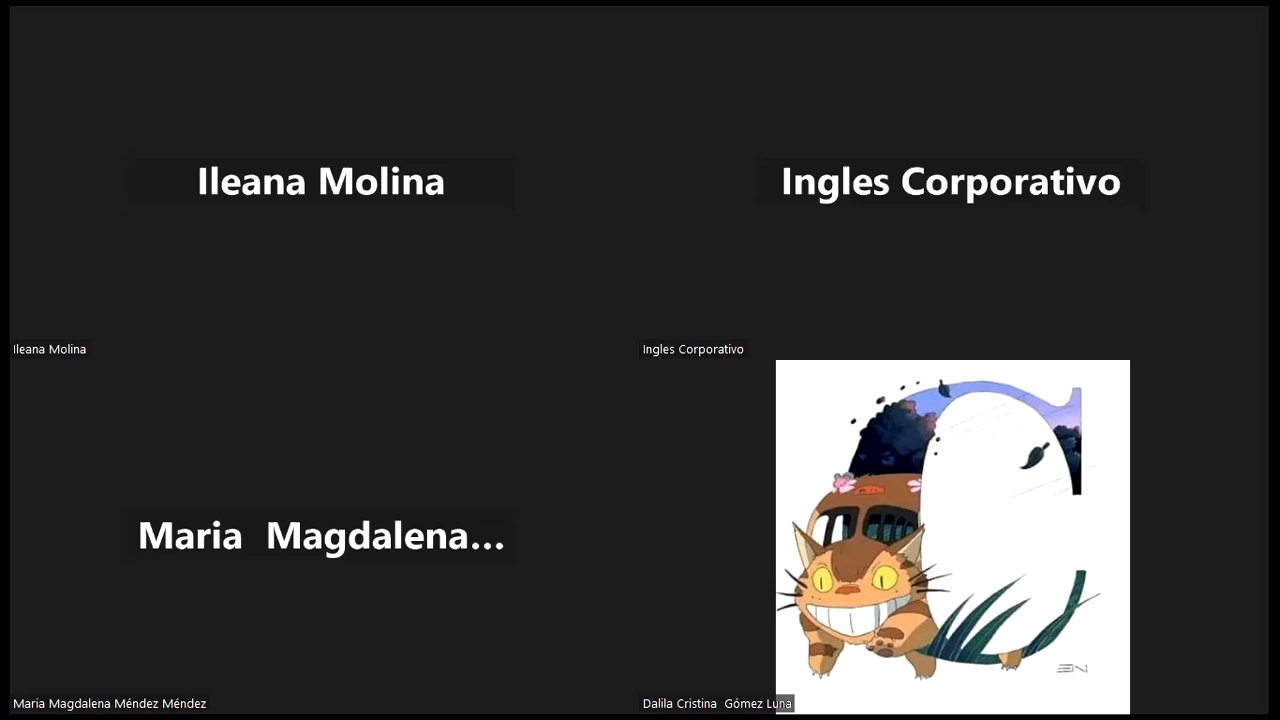 Ileana Molina
Ingles Corporativo
Ileana Molina
Ingles Corporativo
Maria  Magdalena...
Maria Magdalena Méndez Méndez
Dalila Cristina  Gómez Luna